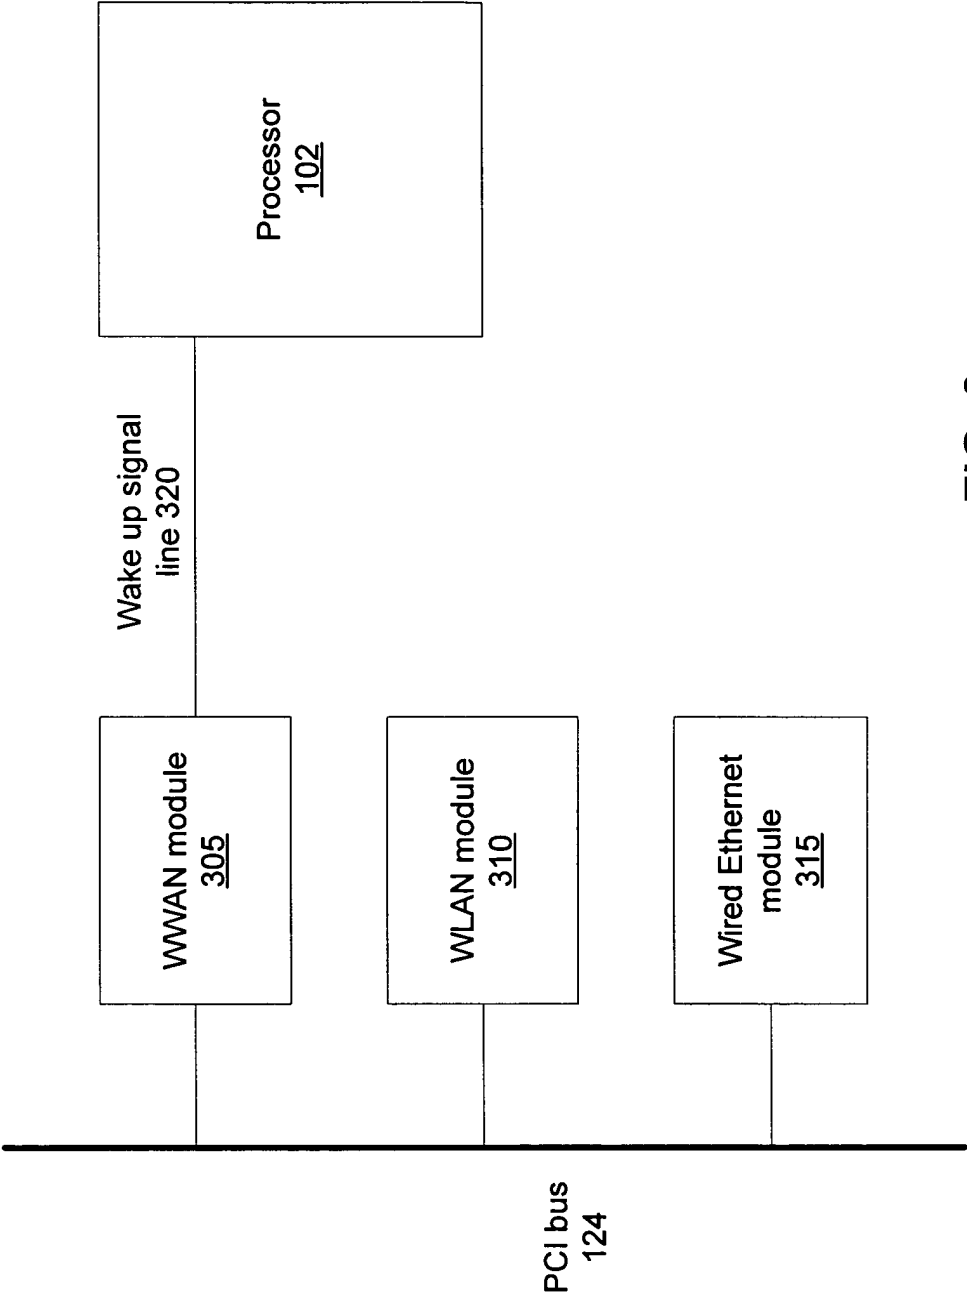 PCI bus
124
WWAN module
305
WLAN module
310
Wired Ethernet
module
315
Wake up signal
line 320
Processor
102